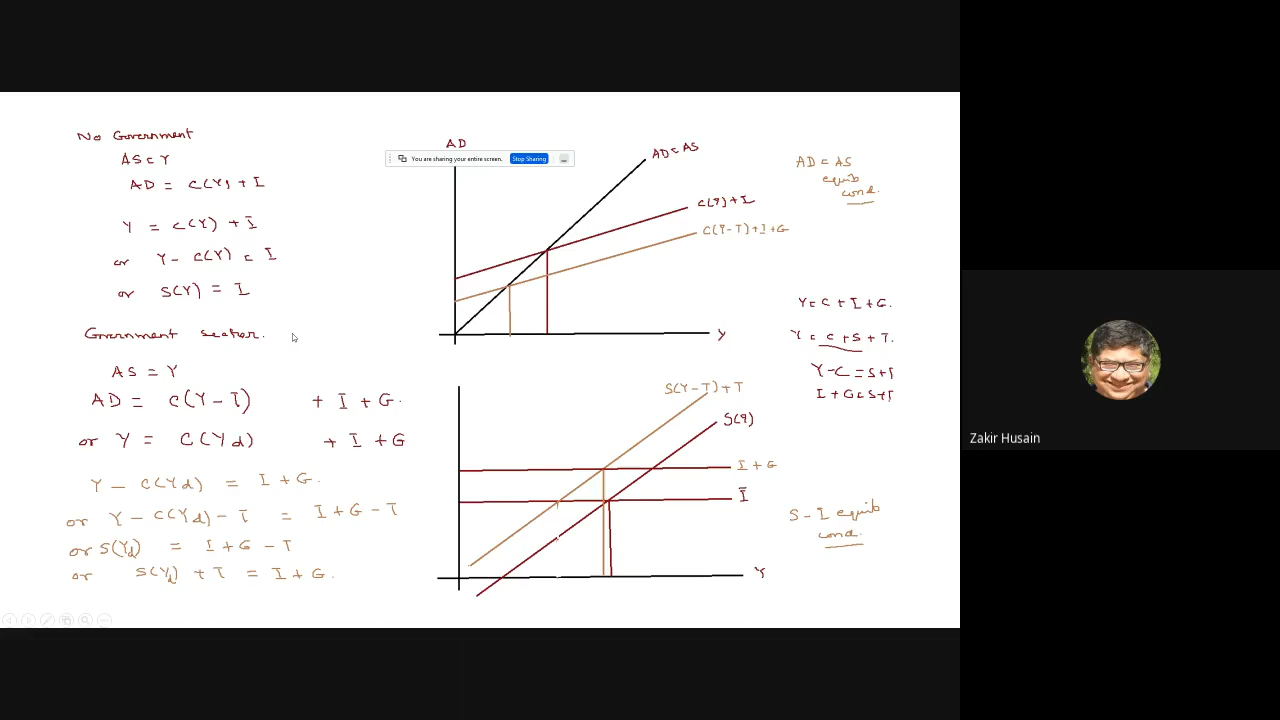 No Government
AS = Y
AD = C(Y) + I
Y = C(Y) + I
or Y - C(Y) = I
or S(Y) = I
Government sector.
AS = Y
AD = C(Y-T) + I + G.
or Y = C(Yd) + I + G
Y - C(Yd) = I + G.
or Y - C(Yd) - T = I + G - T
or S(Yd) = I + G - T
or S(Yd) + T = I + G.
AD
You are sharing your entire screen. Stop Sharing
AD = AS
C(Y)+I
C(Y-T)+I+G
Y
S(Y-T)+T
S(Y)
I+G
Ī
Y
AD = AS
equib
cond.
Y = C + I + G.
Y = C + S + T.
Y-C = S+T
I + G = S+T
S - I equib
cond.
Zakir Husain